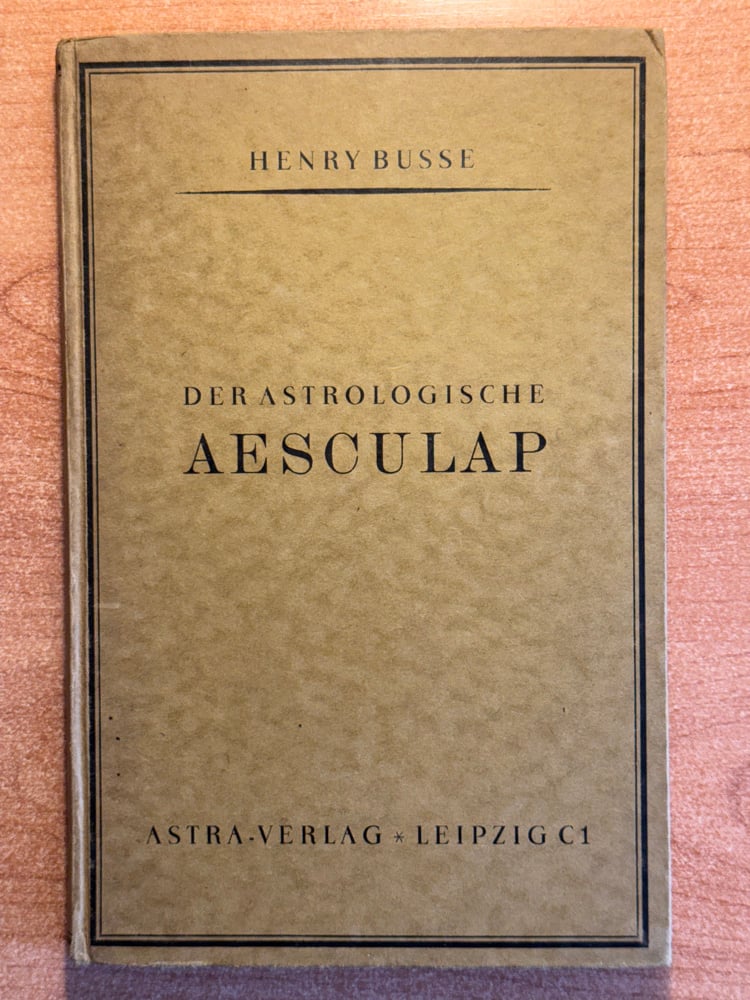 HENRY BUSSE
DER ASTROLOGISCHE
AESCULAP
ASTRA-VERLAG * LEIPZIG C1